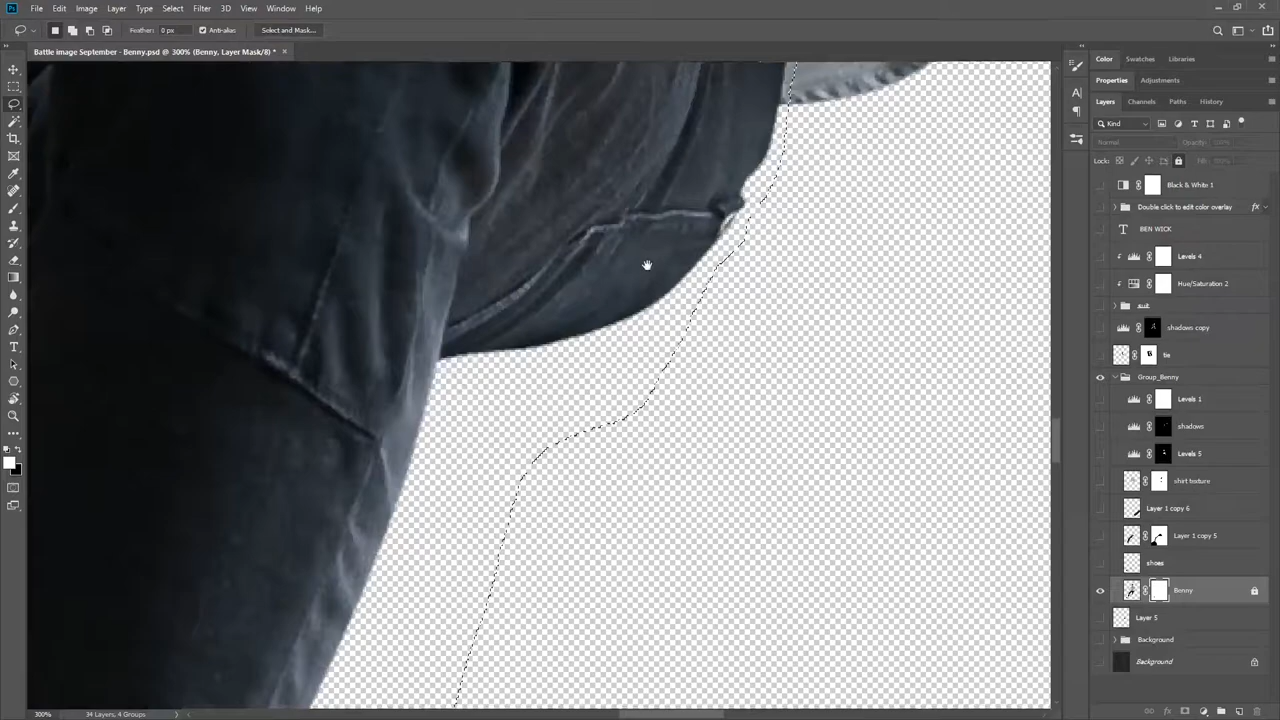 Ps File Edit Image Layer Type Select Filter 3D View Window Help
Feather: 0 px Anti-alias Select and Mask...
Battle image September - Benny.psd @ 300% (Benny, Layer Mask/8) *
Color Swatches Libraries
Properties Adjustments
Layers Channels Paths History
Kind
Normal Opacity: 100%
Lock: Fill: 100%
Black & White 1
Double click to edit color overlay fx
BEN WICK
Levels 4
Hue/Saturation 2
suit
shadows copy
tie
Group_Benny
Levels 1
shadows
Levels 5
shirt texture
Layer 1 copy 6
Layer 1 copy 5
shoes
Benny
Layer 5
Background
Background
300% 34 Layers, 4 Groups